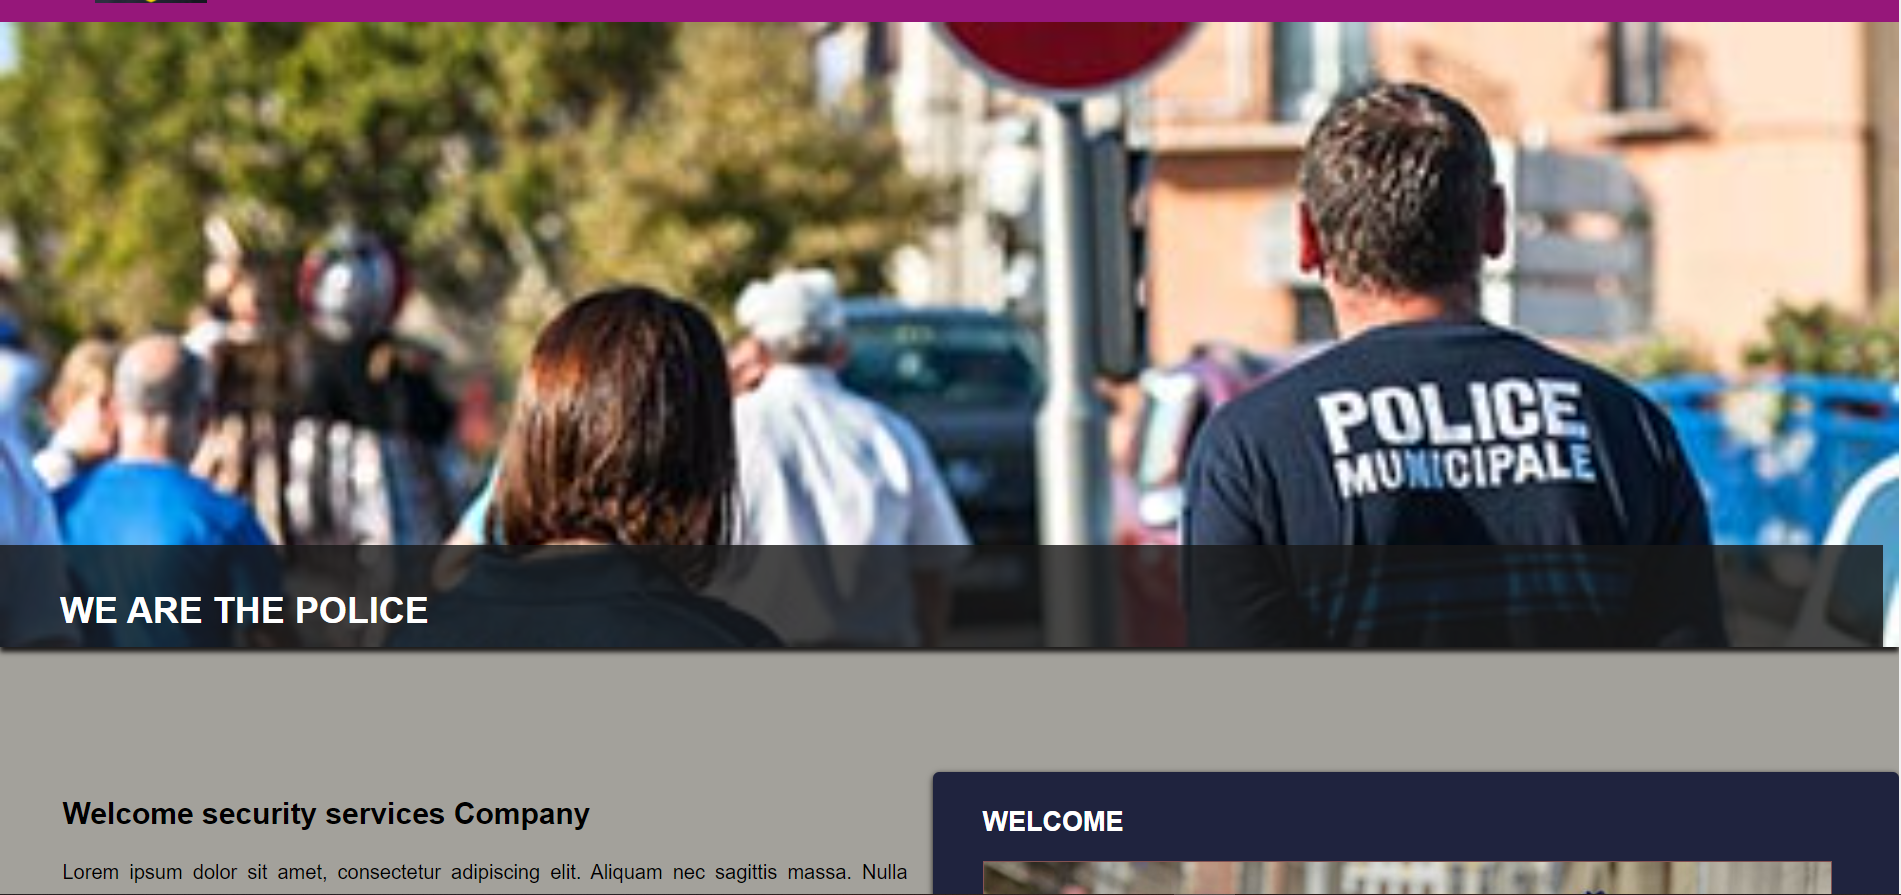 POLICE
MUNICIPALE
WE ARE THE POLICE
Welcome security services Company
Lorem ipsum dolor sit amet, consectetur adipiscing elit. Aliquam nec sagittis massa. Nulla
WELCOME